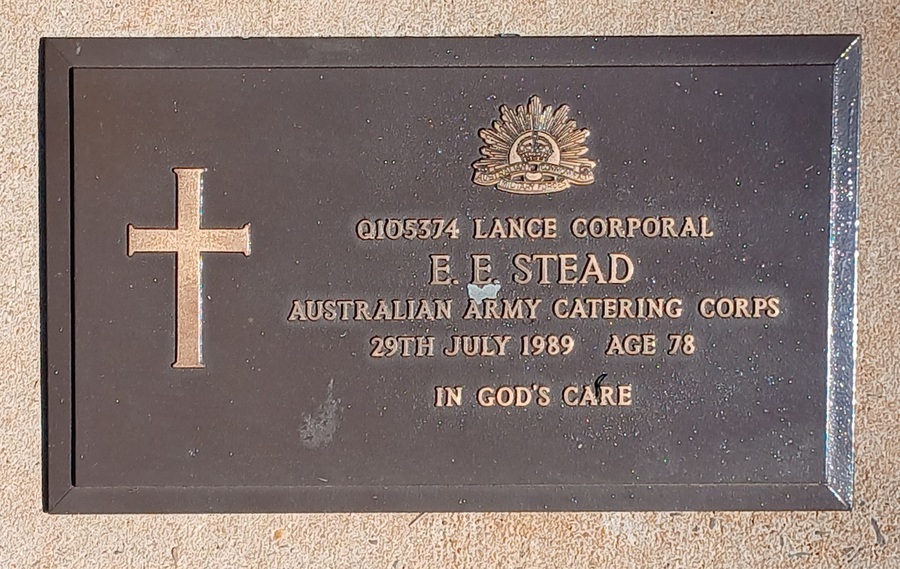 Q105374 LANCE CORPORAL
E. E. STEAD
AUSTRALIAN ARMY CATERING CORPS
29TH JULY 1989 AGE 78
IN GOD'S CARE